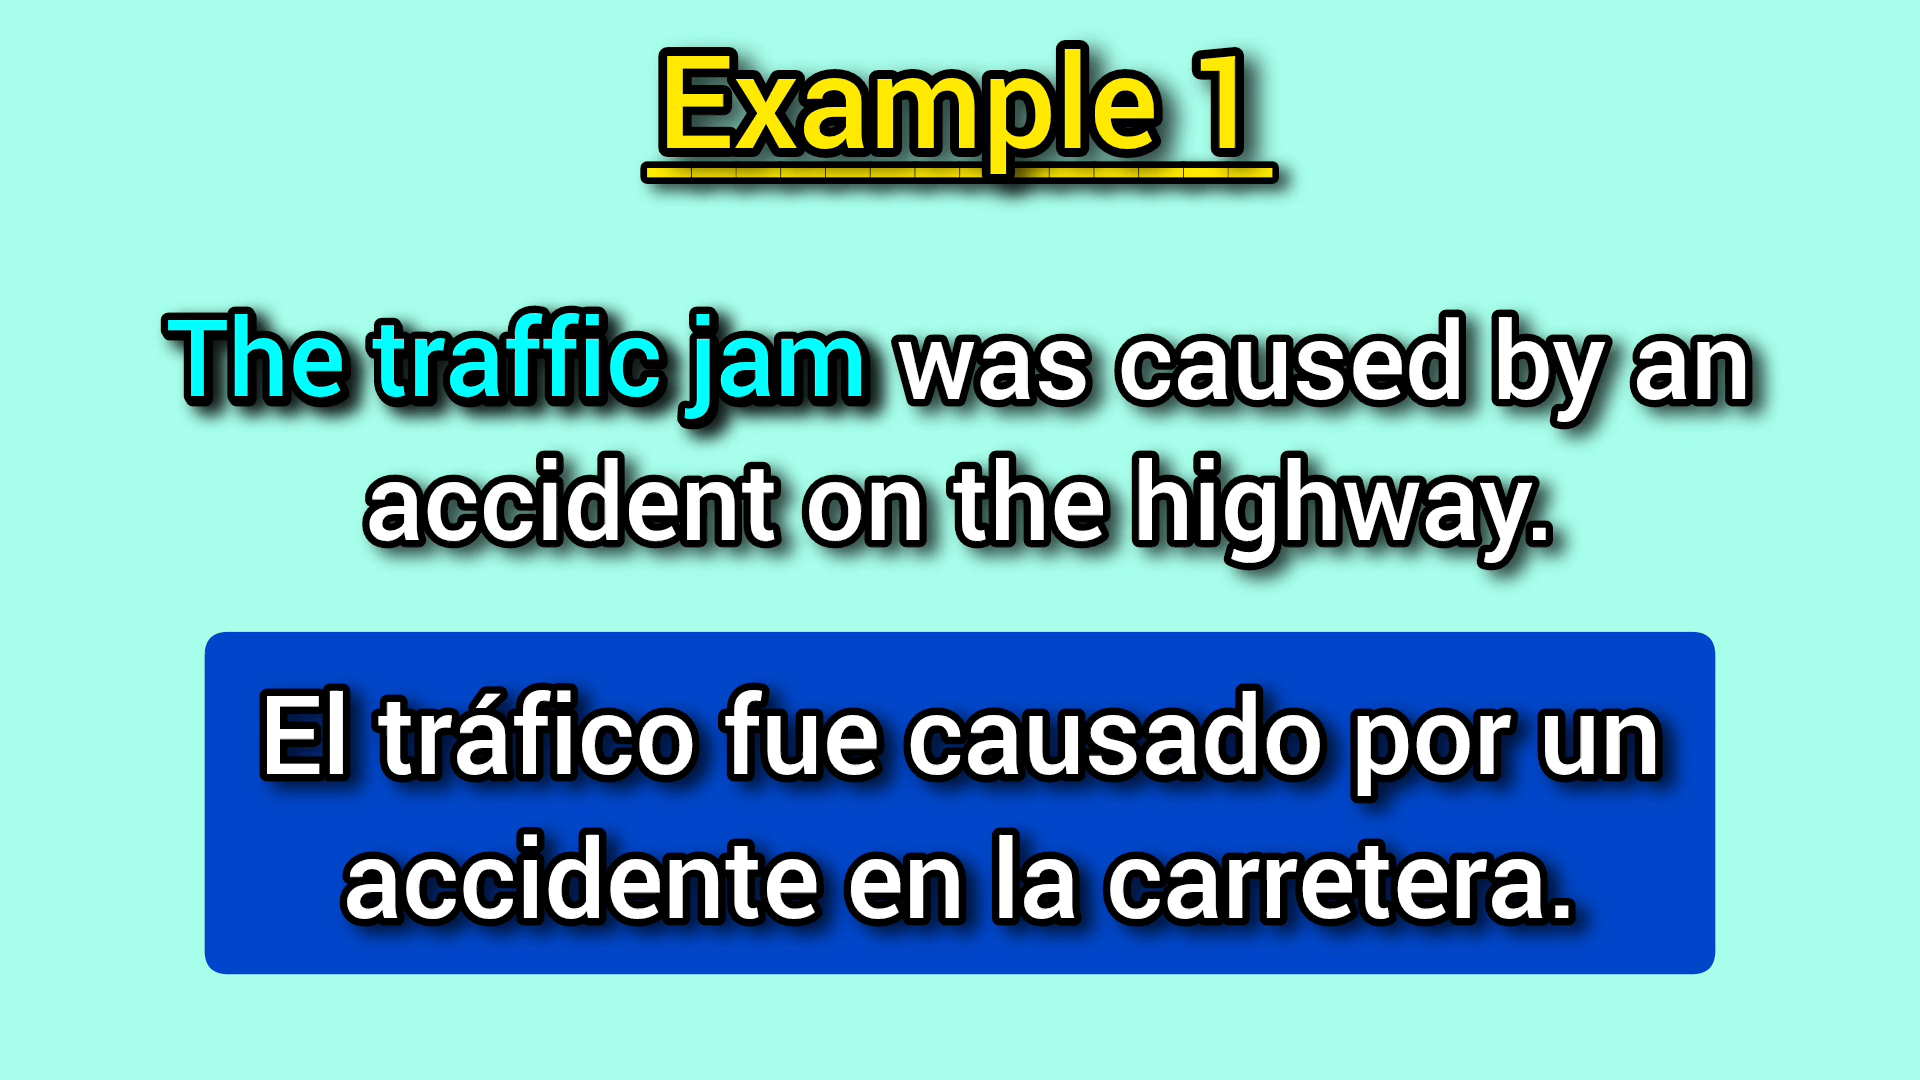 Example 1
The traffic jam was caused by an
accident on the highway.
El tráfico fue causado por un
accidente en la carretera.